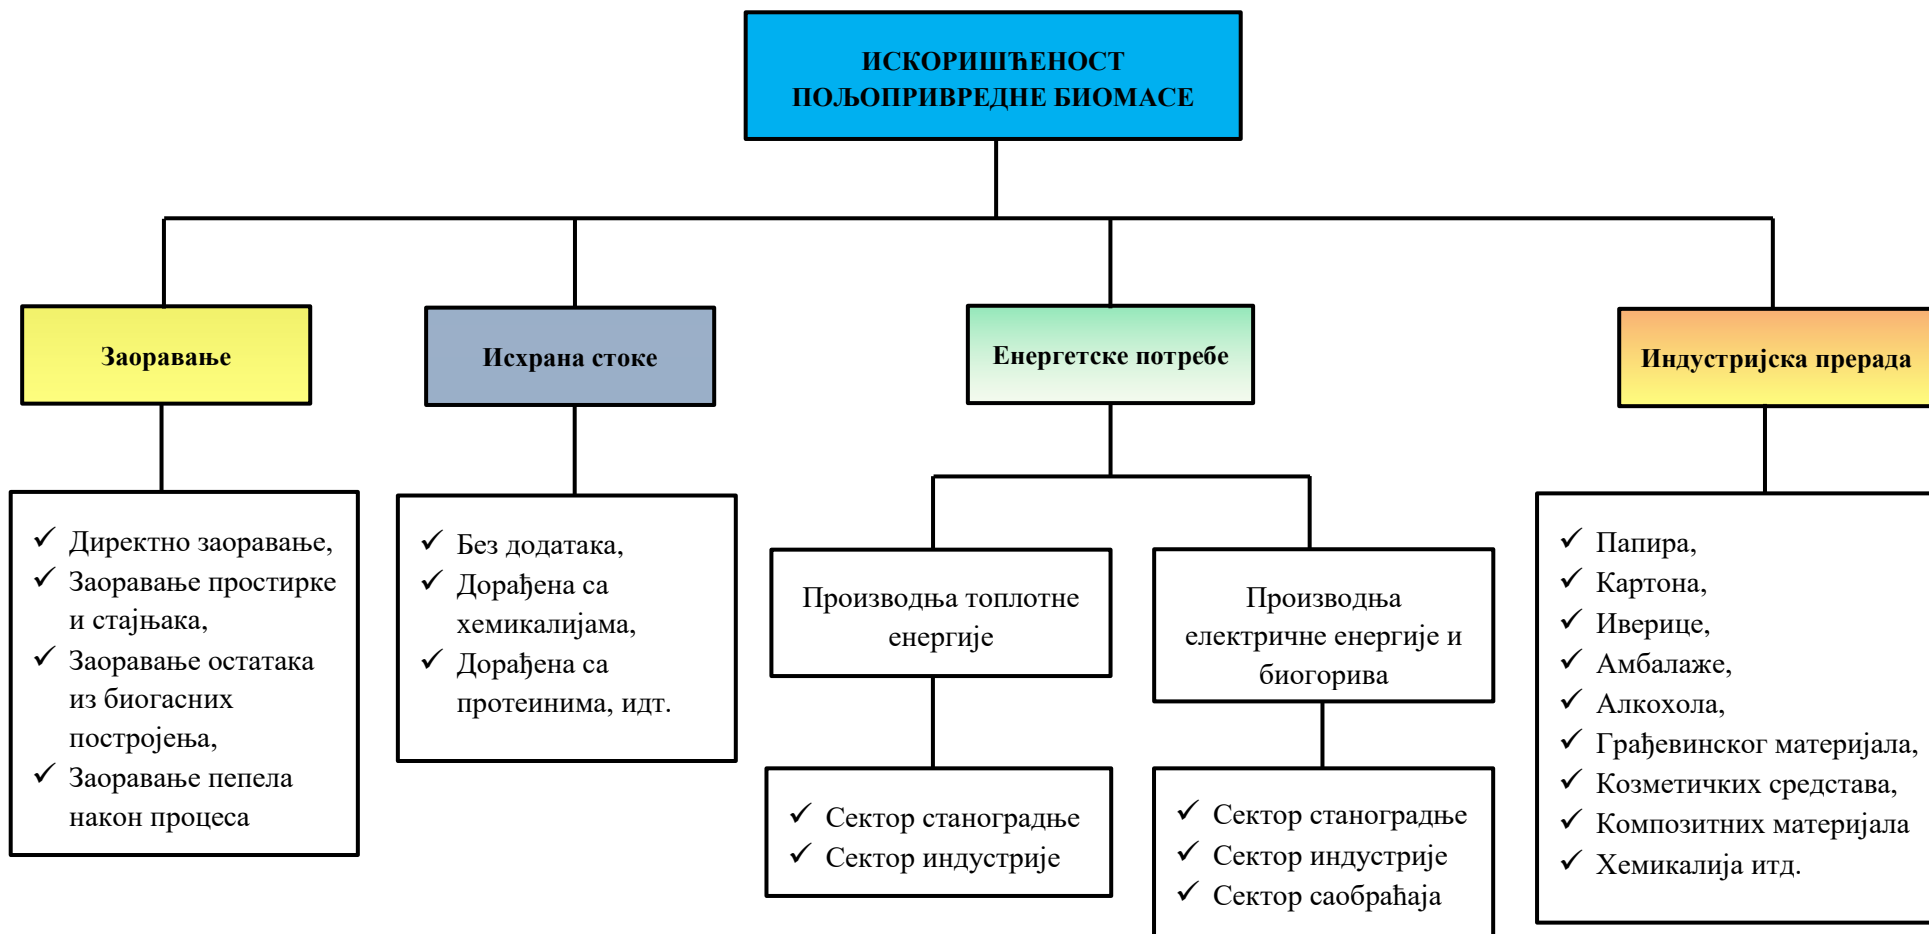 ИСКОРИШЋЕНОСТ
ПОЉОПРИВРЕДНЕ БИОМАСЕ
Заоравање
Исхрана стоке
Енергетске потребе
Индустријска прерада
✓ Директно заоравање,
✓ Заоравање простирке
и стајњака,
✓ Заоравање остатака
из биогасних
постројења,
✓ Заоравање пепела
након процеса
✓ Без додатака,
✓ Дорађена са
хемикалијама,
✓ Дорађена са
протеинима, идт.
Производња топлотне
енергије
✓ Сектор станоградње
✓ Сектор индустрије
Производња
електричне енергије и
биогорива
✓ Сектор станоградње
✓ Сектор индустрије
✓ Сектор саобраћаја
✓ Папира,
✓ Картона,
✓ Иверице,
✓ Амбалаже,
✓ Алкохола,
✓ Грађевинског материјала,
✓ Козметичких средстава,
✓ Композитних материјала
✓ Хемикалија итд.